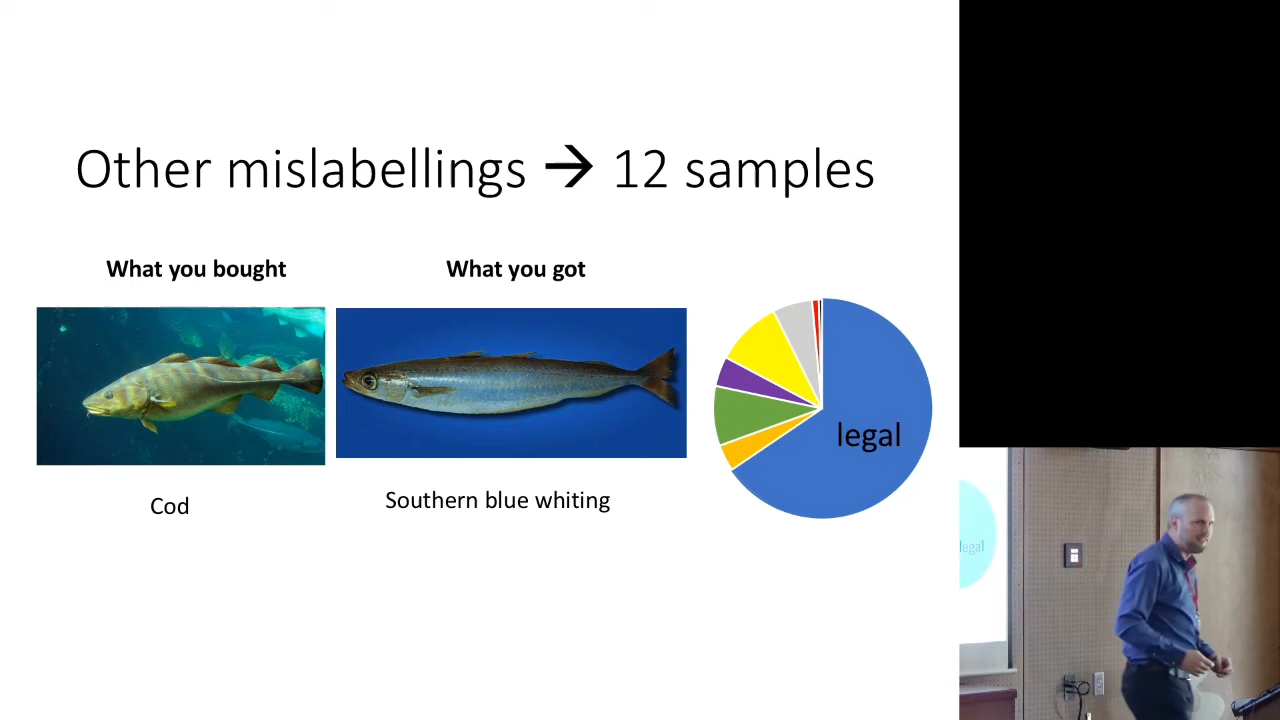 Other mislabellings → 12 samples
What you bought
What you got
legal
Cod
Southern blue whiting
legal